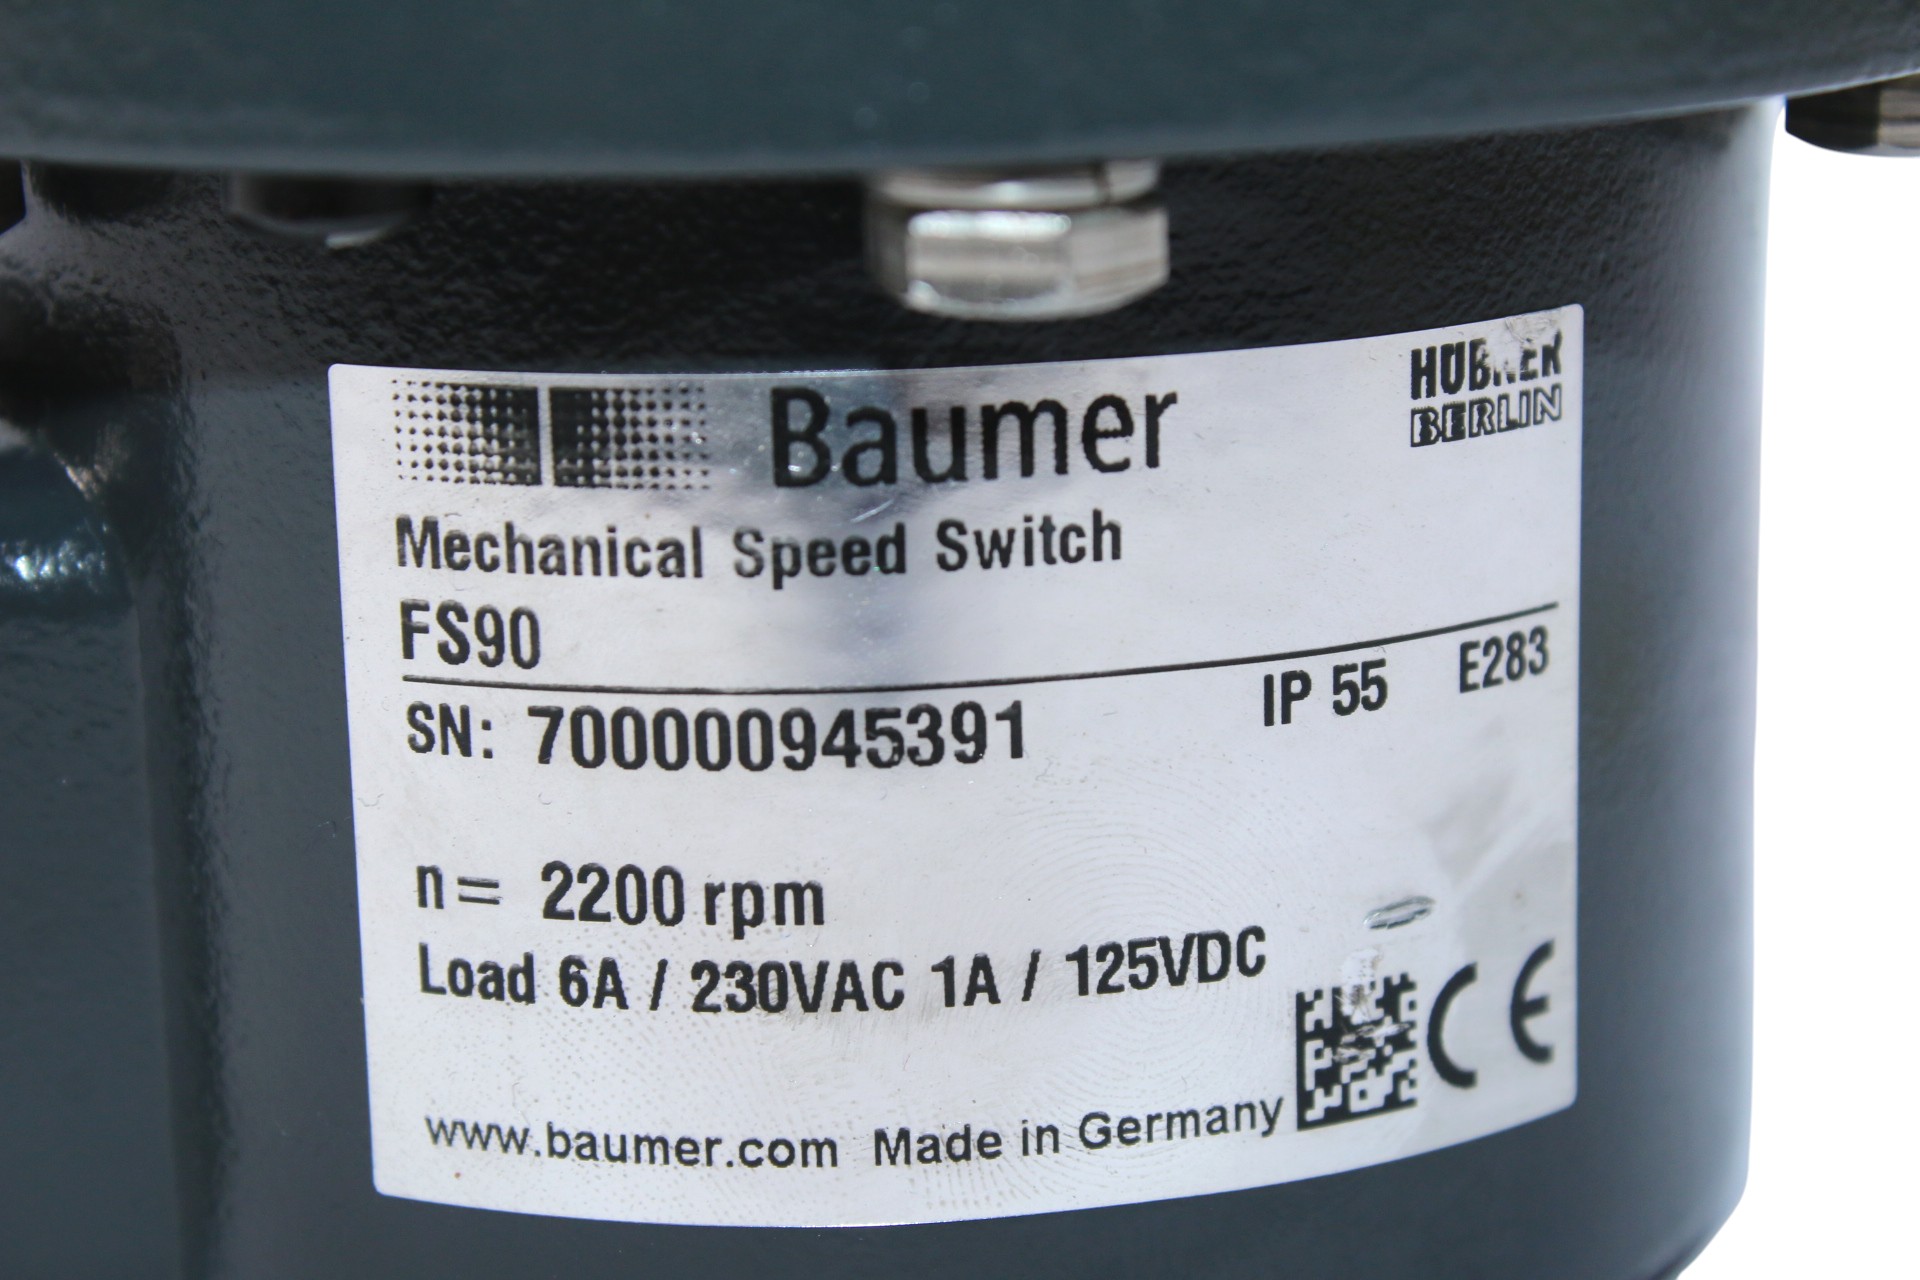 Baumer
HÜBNER
BERLIN
Mechanical Speed Switch
FS90
SN: 700000945391 IP 55 E283
n= 2200 rpm
Load 6A / 230VAC 1A / 125VDC
CE
www.baumer.com Made in Germany